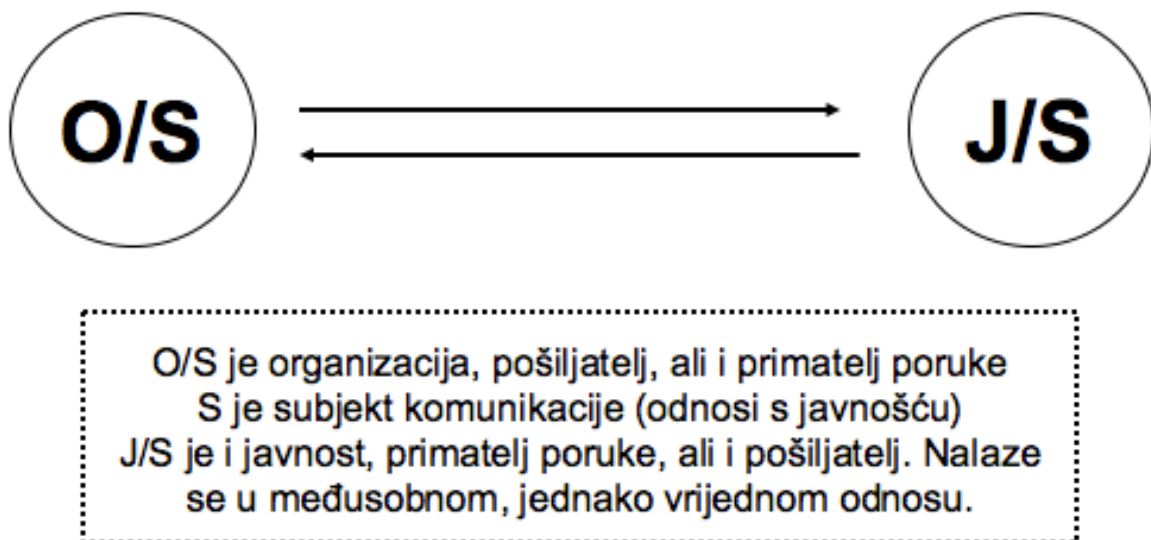 O/S
J/S
O/S je organizacija, pošiljatelj, ali i primatelj poruke
S je subjekt komunikacije (odnosi s javnošću)
J/S je i javnost, primatelj poruke, ali i pošiljatelj. Nalaze
se u međusobnom, jednako vrijednom odnosu.